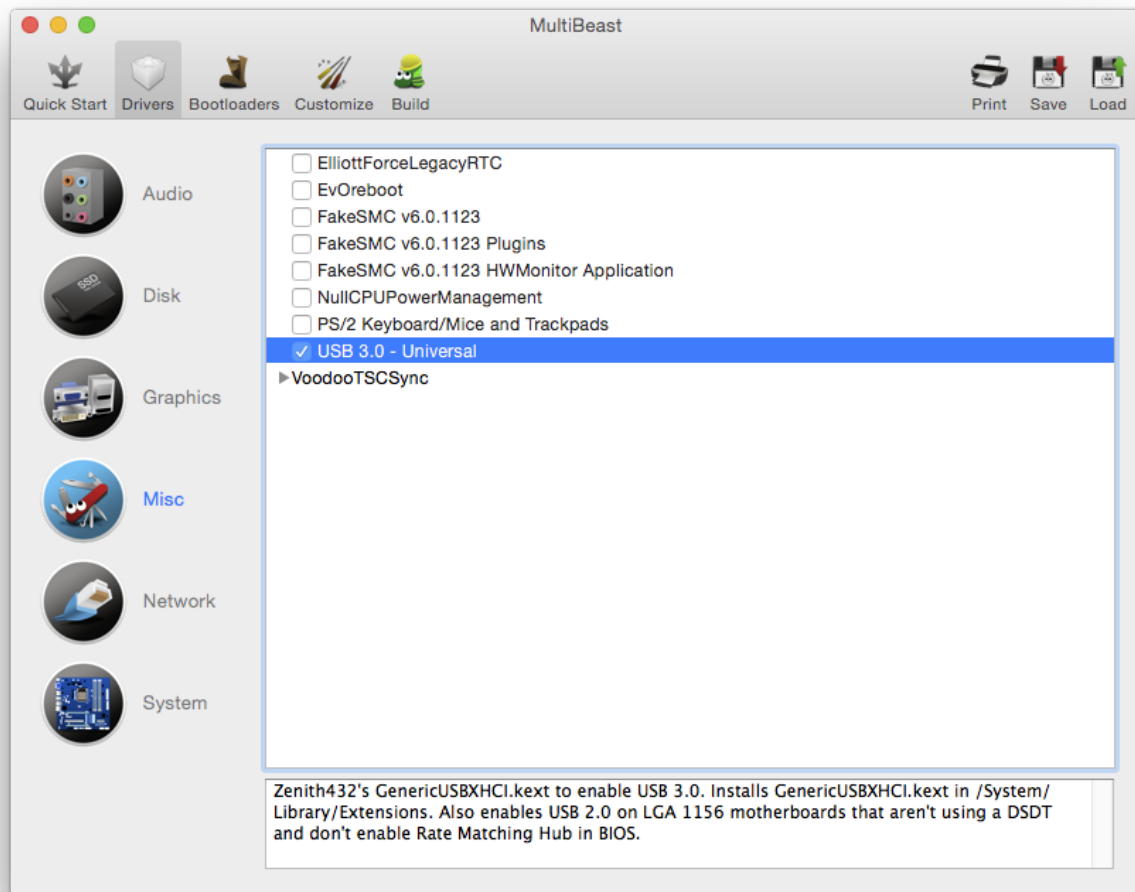 MultiBeast
Quick Start
Drivers
Bootloaders
Customize
Build
Print
Save
Load
Audio
Disk
SSD
Graphics
Misc
Network
System
ElliottForceLegacyRTC
EvOreboot
FakeSMC v6.0.1123
FakeSMC v6.0.1123 Plugins
FakeSMC v6.0.1123 HWMonitor Application
NullCPUPowerManagement
PS/2 Keyboard/Mice and Trackpads
USB 3.0 - Universal
VoodooTSCSync
Zenith432's GenericUSBXHCI.kext to enable USB 3.0. Installs GenericUSBXHCI.kext in /System/
Library/Extensions. Also enables USB 2.0 on LGA 1156 motherboards that aren't using a DSDT
and don't enable Rate Matching Hub in BIOS.